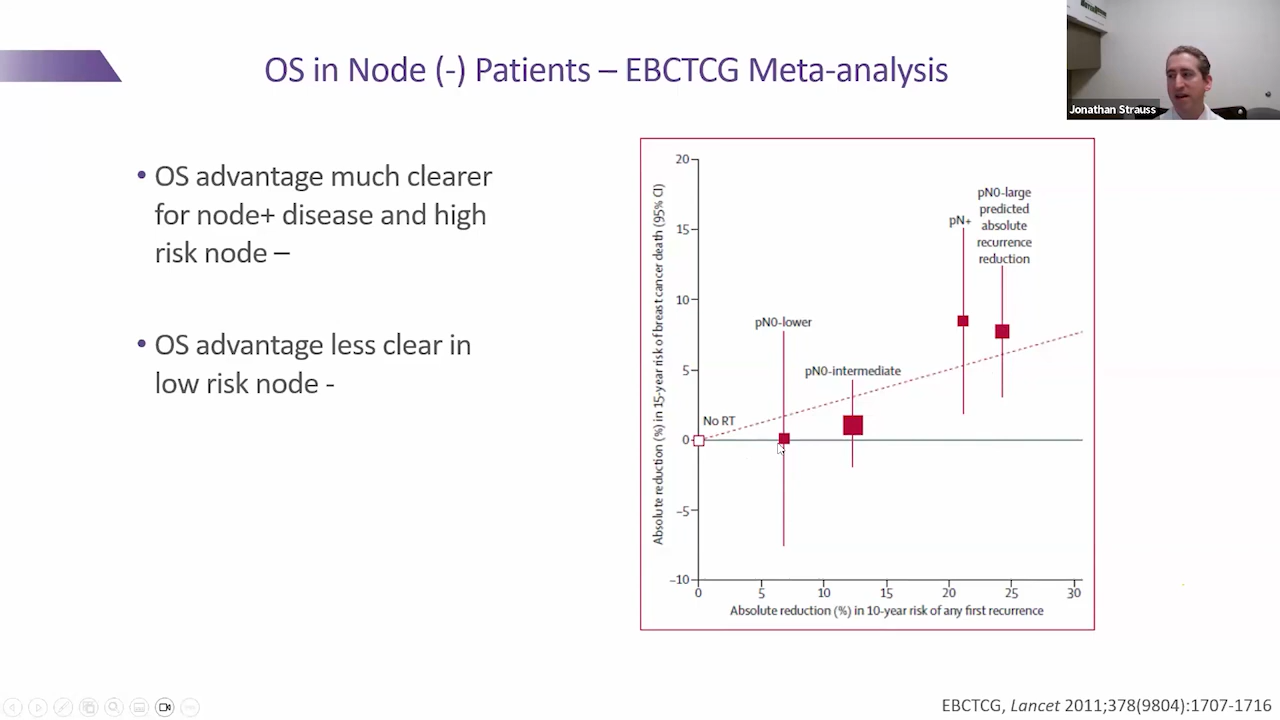 OS in Node (-) Patients – EBCTCG Meta-analysis
Jonathan Strauss
• OS advantage much clearer
for node+ disease and high
risk node –
• OS advantage less clear in
low risk node -
Absolute reduction (%) in 15-year risk of breast cancer death (95% CI)
20
15
10
5
0
–5
–10
No RT
pN0-lower
pN0-intermediate
pN+
pN0-large
predicted
absolute
recurrence
reduction
0 5 10 15 20 25 30
Absolute reduction (%) in 10-year risk of any first recurrence
EBCTCG, Lancet 2011;378(9804):1707-1716